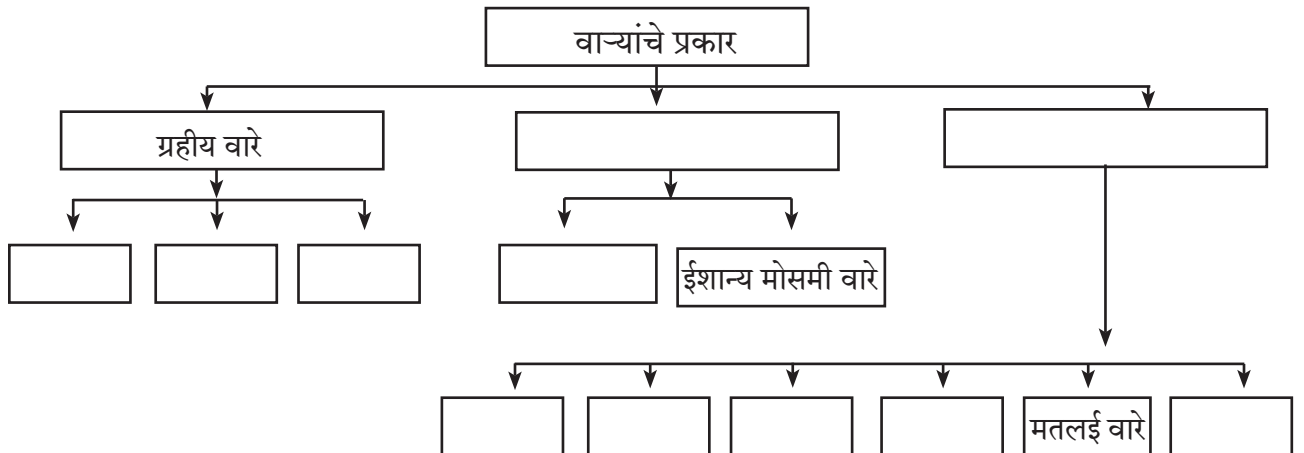 वाऱ्यांचे प्रकार
ग्रहीय वारे
ईशान्य मोसमी वारे
मतलई वारे